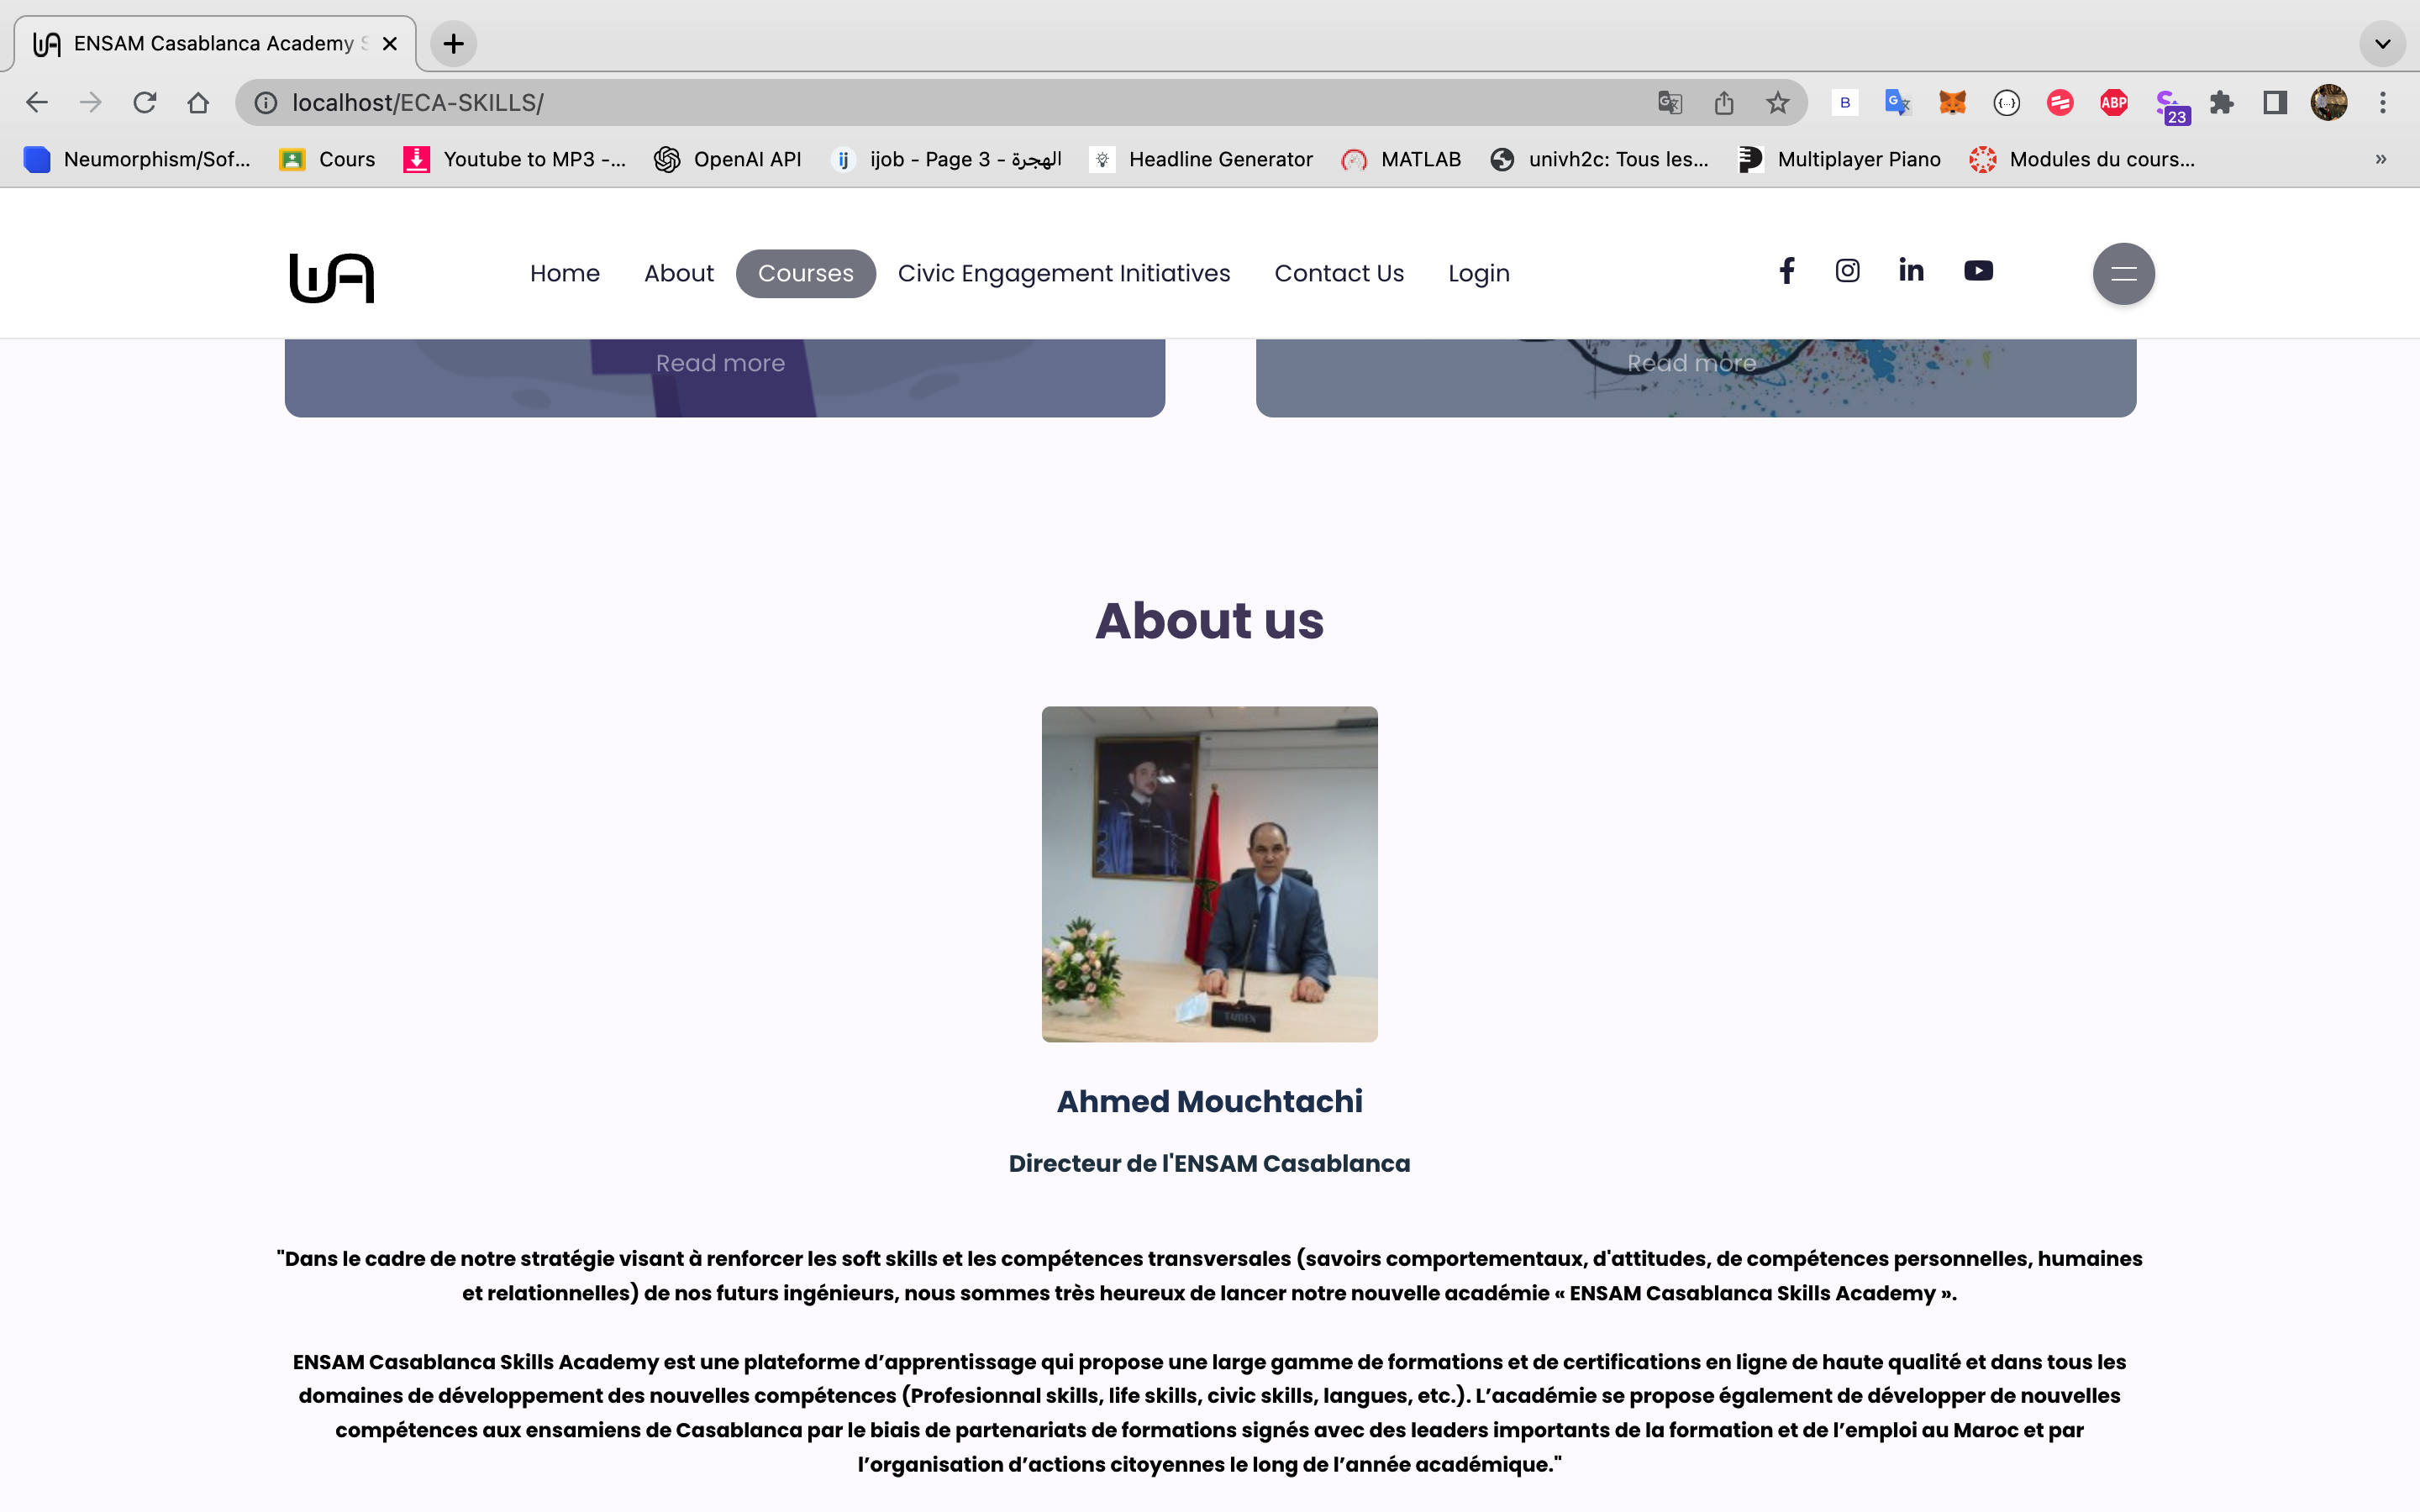 ENSAM Casablanca Academy S
localhost/ECA-SKILLS/
B
ABP
23
Neumorphism/Sof...
Cours
Youtube to MP3 -...
OpenAI API
ij
ijob - Page 3 - الهجرة
Headline Generator
MATLAB
univh2c: Tous les...
Multiplayer Piano
Modules du cours...
»
Home
About
Courses
Civic Engagement Initiatives
Contact Us
Login
Read more
Read more
About us
Ahmed Mouchtachi
Directeur de l'ENSAM Casablanca
"Dans le cadre de notre stratégie visant à renforcer les soft skills et les compétences transversales (savoirs comportementaux, d'attitudes, de compétences personnelles, humaines
et relationnelles) de nos futurs ingénieurs, nous sommes très heureux de lancer notre nouvelle académie « ENSAM Casablanca Skills Academy ».
ENSAM Casablanca Skills Academy est une plateforme d’apprentissage qui propose une large gamme de formations et de certifications en ligne de haute qualité et dans tous les
domaines de développement des nouvelles compétences (Profesionnal skills, life skills, civic skills, langues, etc.). L’académie se propose également de développer de nouvelles
compétences aux ensamiens de Casablanca par le biais de partenariats de formations signés avec des leaders importants de la formation et de l’emploi au Maroc et par
l’organisation d’actions citoyennes le long de l’année académique."